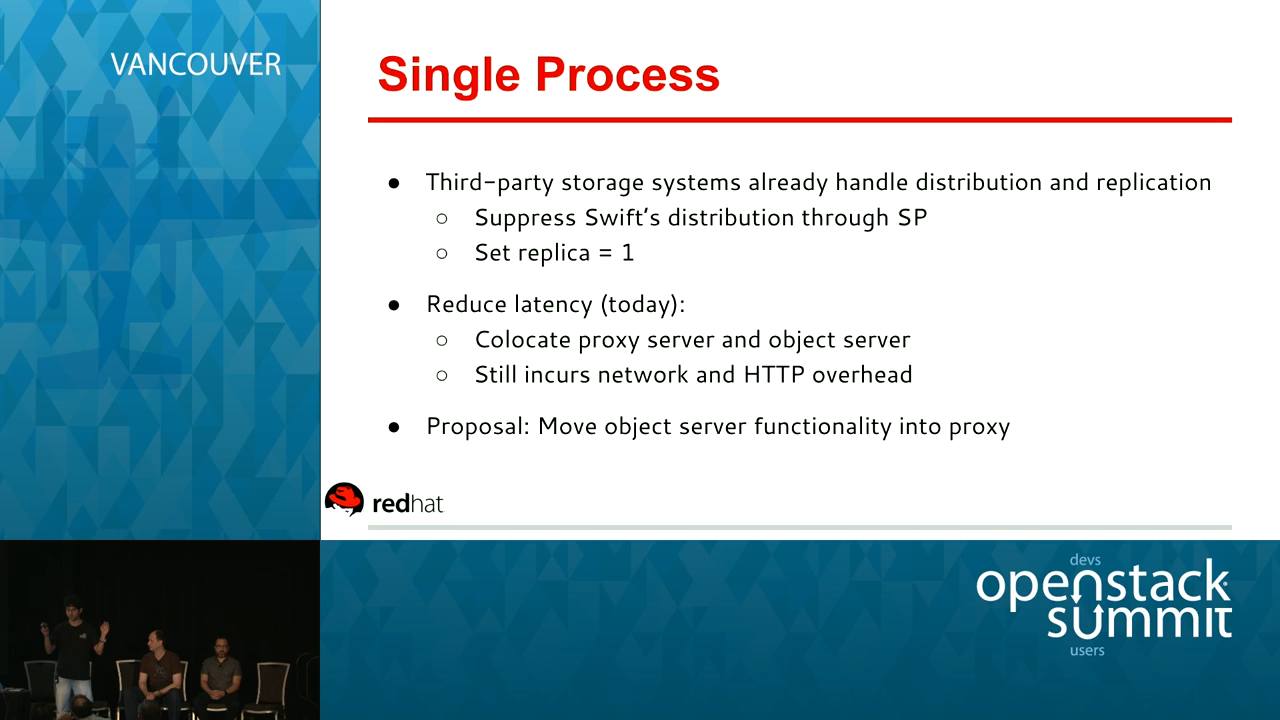 VANCOUVER
Single Process
● Third-party storage systems already handle distribution and replication
○ Suppress Swift's distribution through SP
○ Set replica = 1
● Reduce latency (today):
○ Colocate proxy server and object server
○ Still incurs network and HTTP overhead
● Proposal: Move object server functionality into proxy
redhat
devs
openstack
summit
users